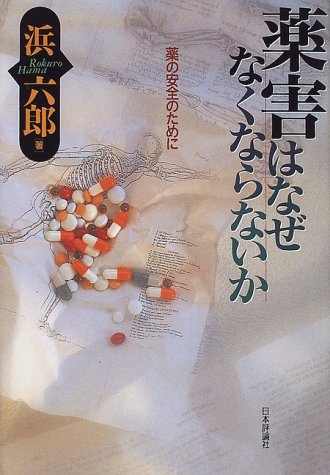 薬害はなぜ
なくならないか
薬の安全のために
浜
六郎
Rokuro
Hama
著
日本評論社